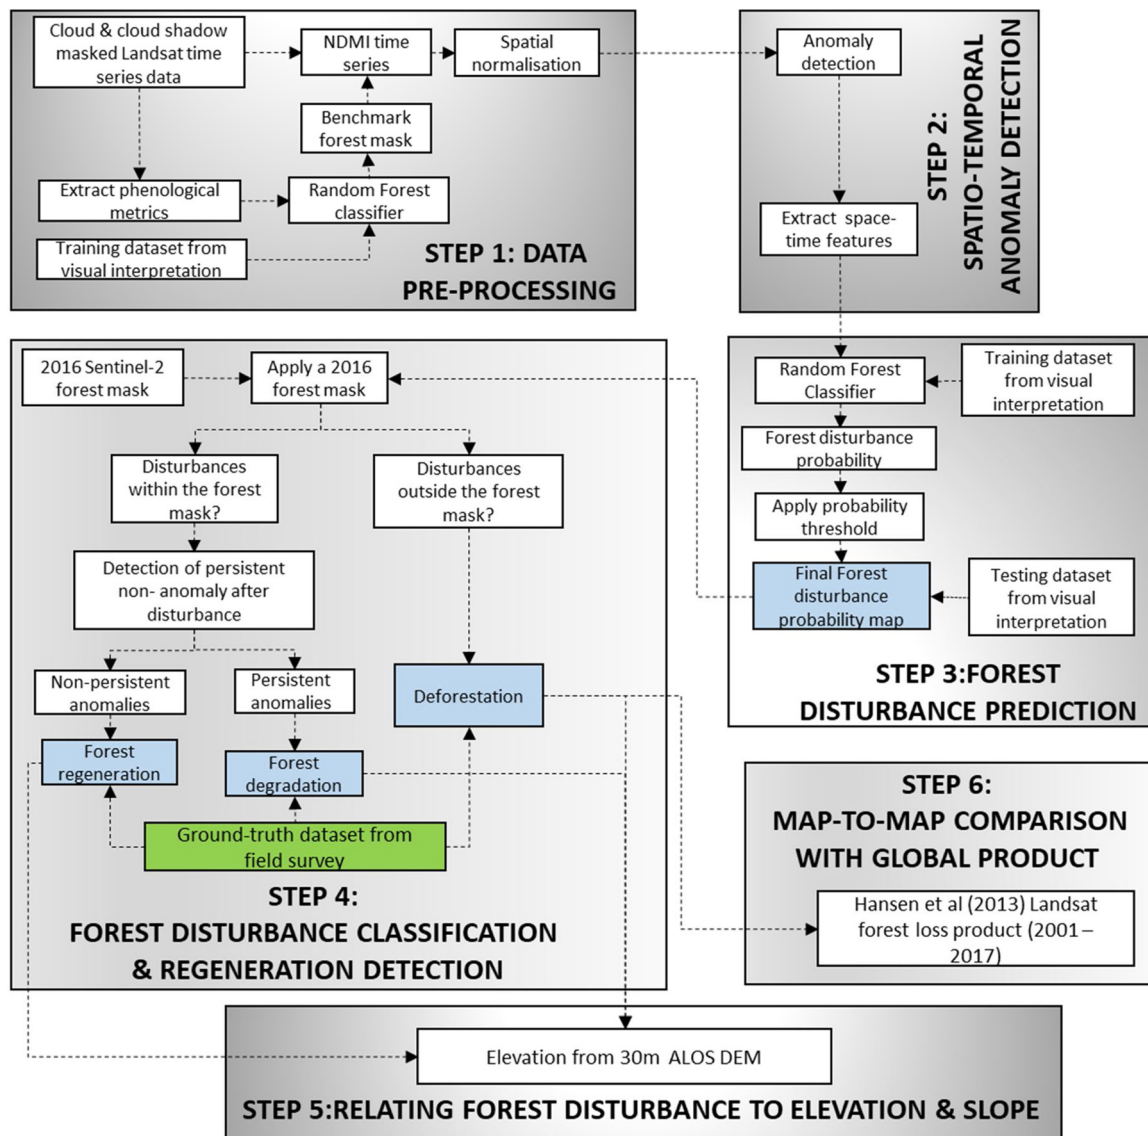 Cloud & cloud shadow
masked Landsat time
series data
NDMI time
series
Spatial
normalisation
Benchmark
forest mask
Extract phenological
metrics
Random Forest
classifier
Training dataset from
visual interpretation
STEP 1: DATA
PRE-PROCESSING
Anomaly
detection
Extract space-
time features
STEP 2:
SPATIO-TEMPORAL
ANOMALY DETECTION
Random Forest
Classifier
Training dataset
from visual
interpretation
Forest disturbance
probability
Apply probability
threshold
Final Forest
disturbance
probability map
Testing dataset
from visual
interpretation
STEP 3:FOREST
DISTURBANCE PREDICTION
2016 Sentinel-2
forest mask
Apply a 2016
forest mask
Disturbances
within the forest
mask?
Disturbances
outside the forest
mask?
Detection of persistent
non- anomaly after
disturbance
Non-persistent
anomalies
Persistent
anomalies
Deforestation
Forest
regeneration
Forest
degradation
Ground-truth dataset from
field survey
STEP 4:
FOREST DISTURBANCE CLASSIFICATION
& REGENERATION DETECTION
STEP 6:
MAP-TO-MAP COMPARISON
WITH GLOBAL PRODUCT
Hansen et al (2013) Landsat
forest loss product (2001–
2017)
Elevation from 30m ALOS DEM
STEP 5:RELATING FOREST DISTURBANCE TO ELEVATION & SLOPE